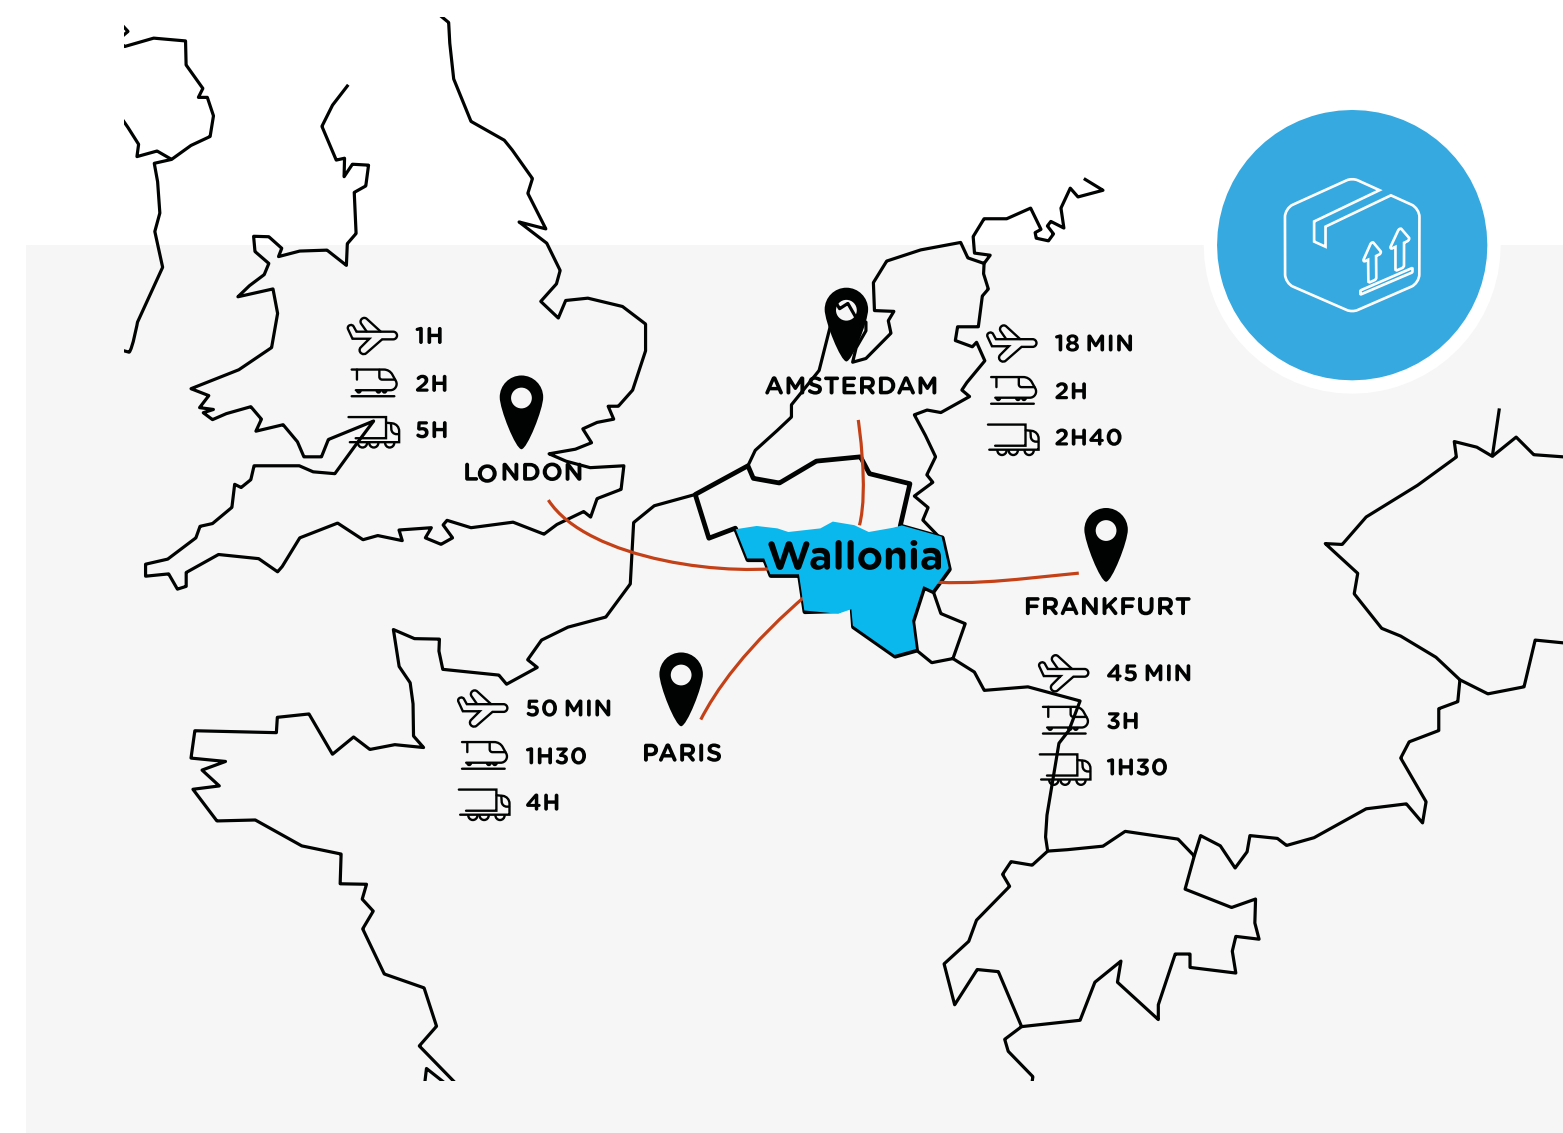 1H
2H
5H
LONDON
AMSTERDAM
18 MIN
2H
2H40
Wallonia
FRANKFURT
45 MIN
3H
1H30
50 MIN
1H30
4H
PARIS